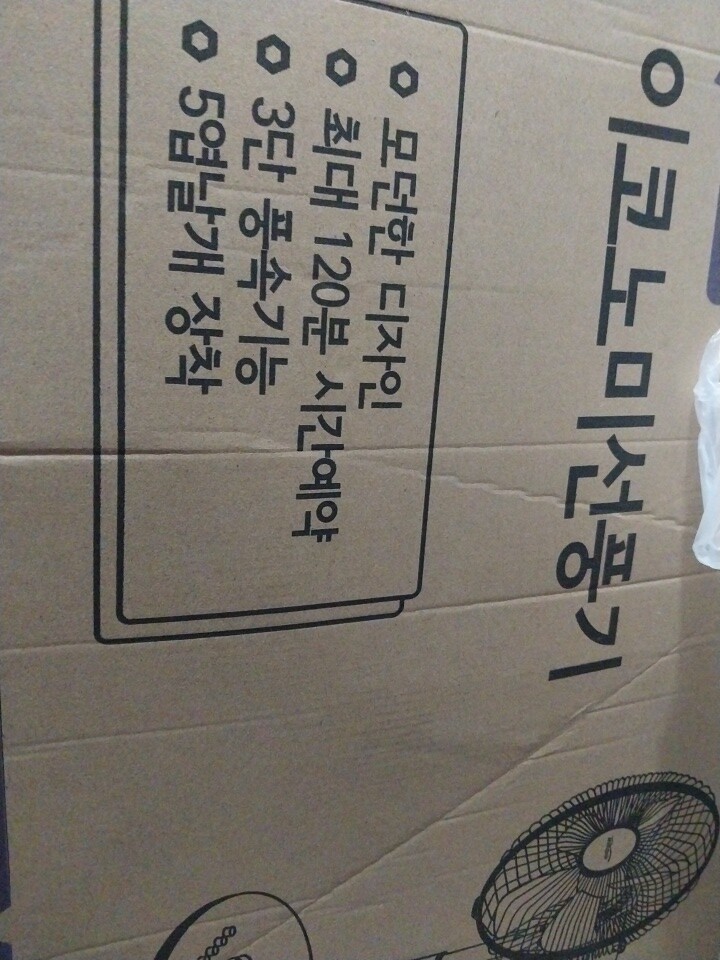 이코노미선풍기
모던한 디자인
최대 120분 시간예약
3단 풍속기능
5엽날개 장착